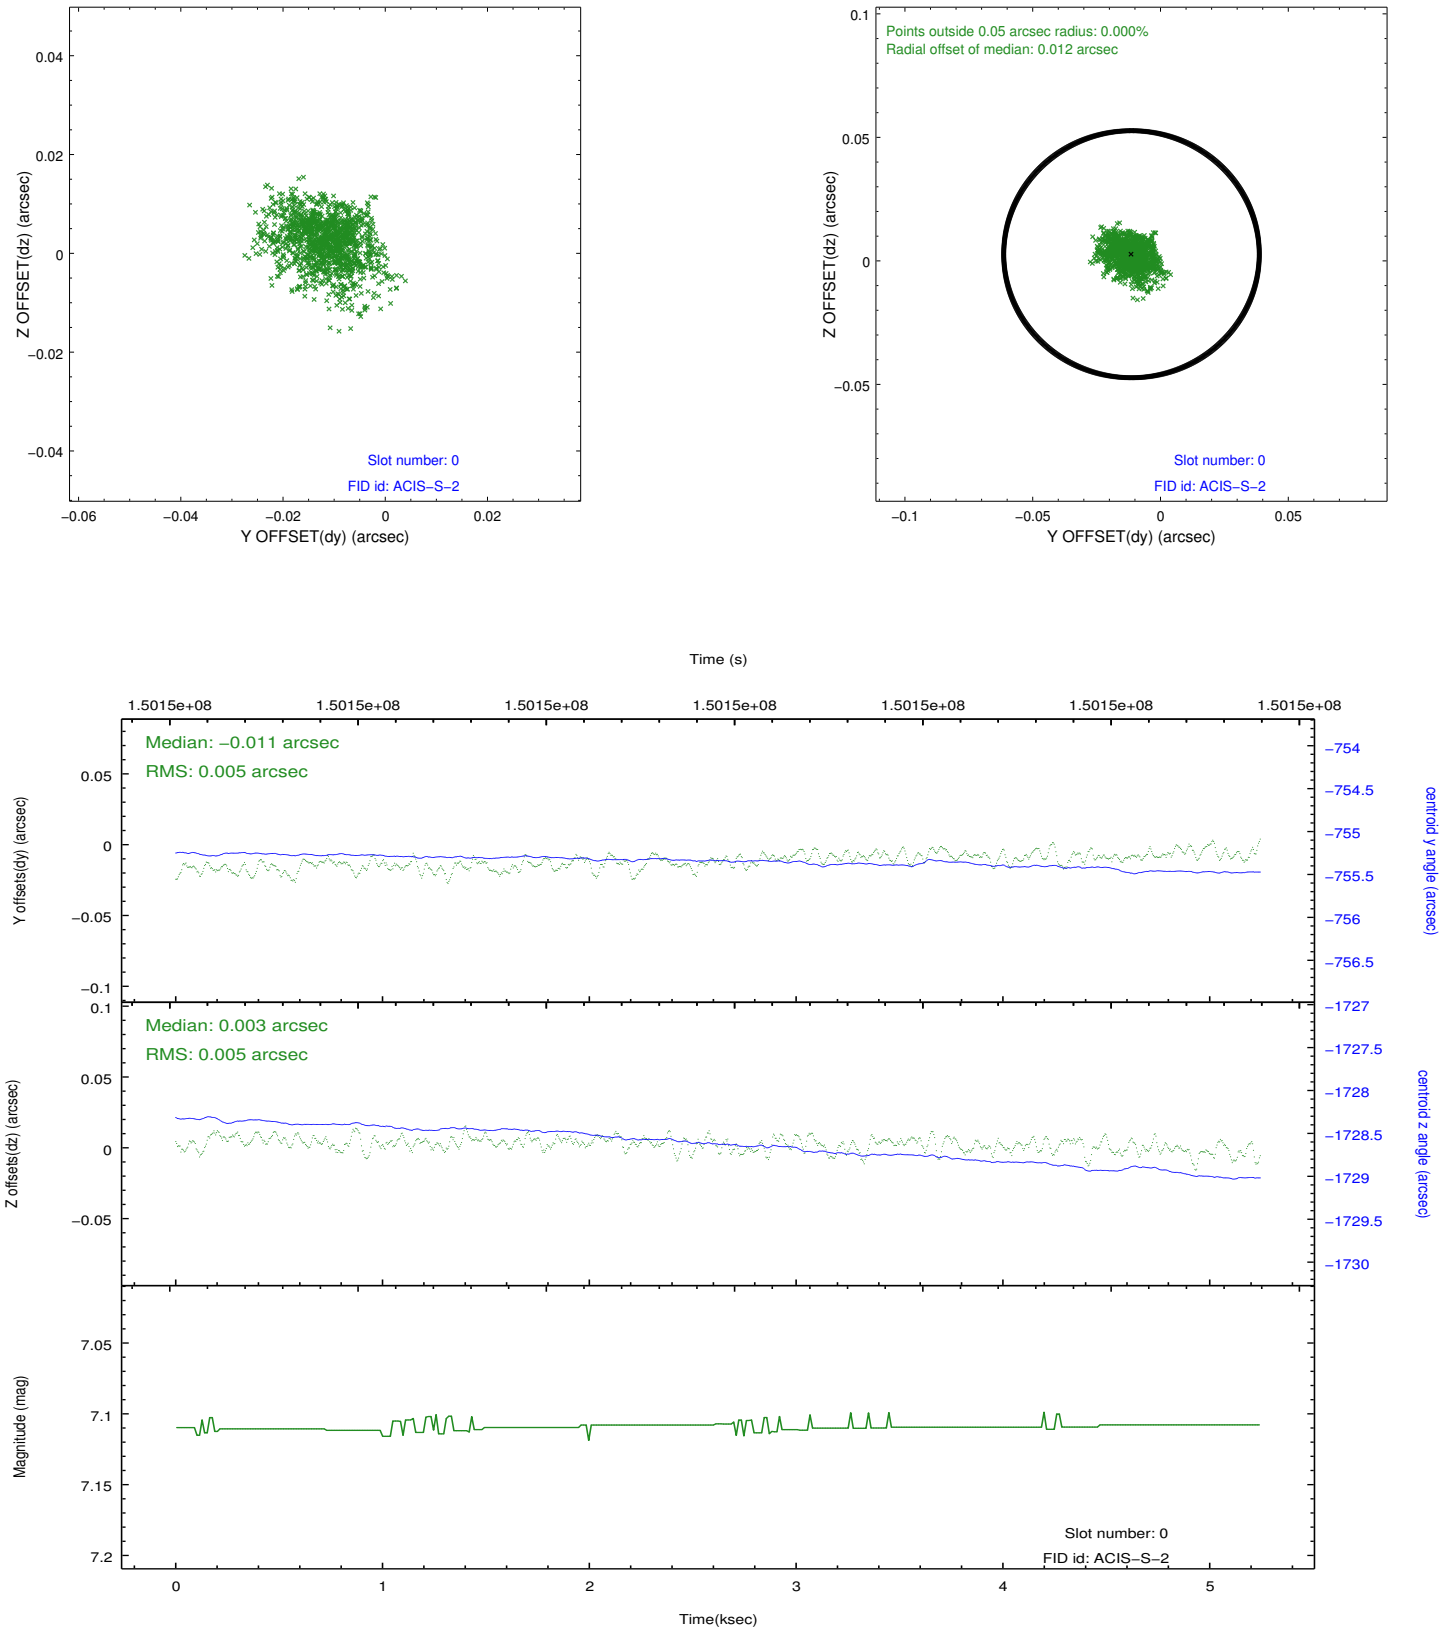 0.04
0.02
0
−0.02
−0.04
Z OFFSET(dz) (arcsec)
Slot number: 0
FID id: ACIS−S−2
−0.06
−0.04
−0.02
0
0.02
Y OFFSET(dy) (arcsec)
0.1
0.05
0
−0.05
Z OFFSET(dz) (arcsec)
Points outside 0.05 arcsec radius: 0.000%
Radial offset of median: 0.012 arcsec
Slot number: 0
FID id: ACIS−S−2
−0.1
−0.05
0
0.05
Y OFFSET(dy) (arcsec)
Time (s)
1.5015e+08
1.5015e+08
1.5015e+08
1.5015e+08
1.5015e+08
1.5015e+08
1.5015e+08
Median: −0.011 arcsec
RMS: 0.005 arcsec
0.05
0
−0.05
−0.1
Y offsets(dy) (arcsec)
−754
−754.5
−755
−755.5
−756
−756.5
centroid y angle (arcsec)
Median: 0.003 arcsec
RMS: 0.005 arcsec
0.1
0.05
0
−0.05
Z offsets(dz) (arcsec)
−1727
−1727.5
−1728
−1728.5
−1729
−1729.5
−1730
centroid z angle (arcsec)
7.05
7.1
7.15
7.2
Magnitude (mag)
Slot number: 0
FID id: ACIS−S−2
0
1
2
3
4
5
Time(ksec)